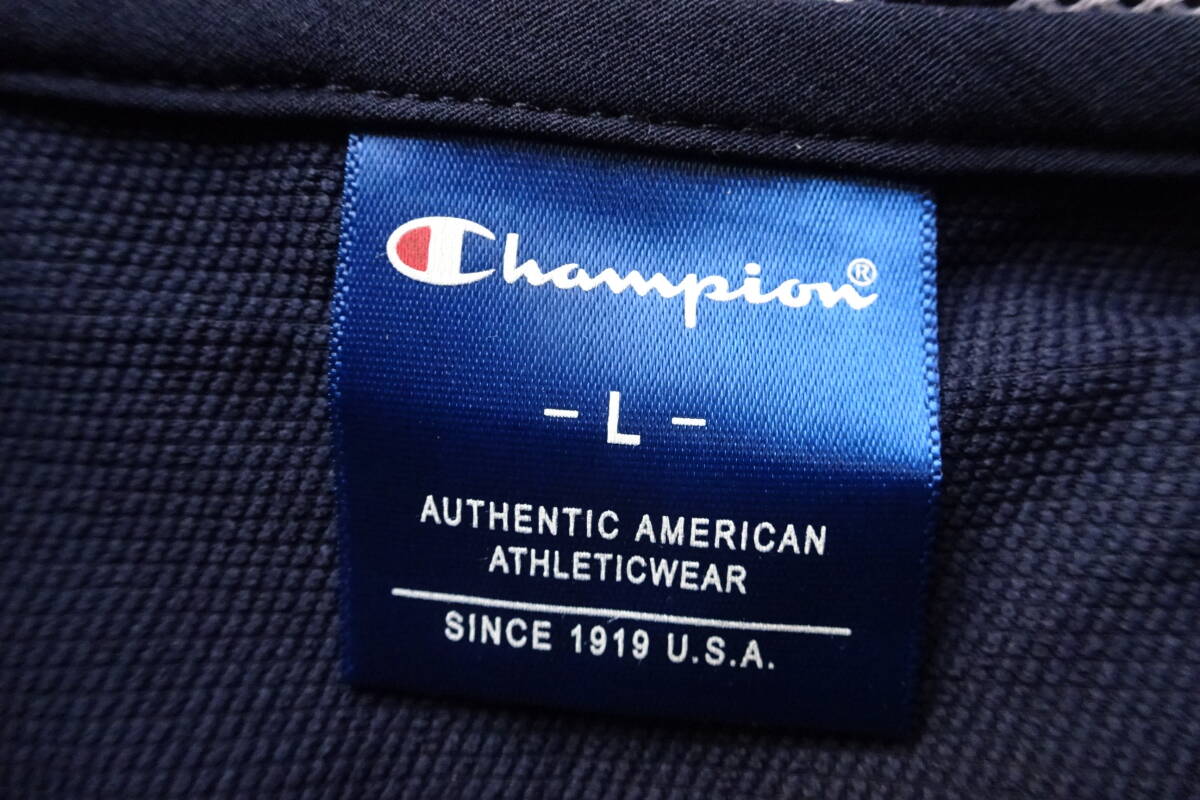 Champion®
- L -
AUTHENTIC AMERICAN
ATHLETICWEAR
SINCE 1919 U.S.A.